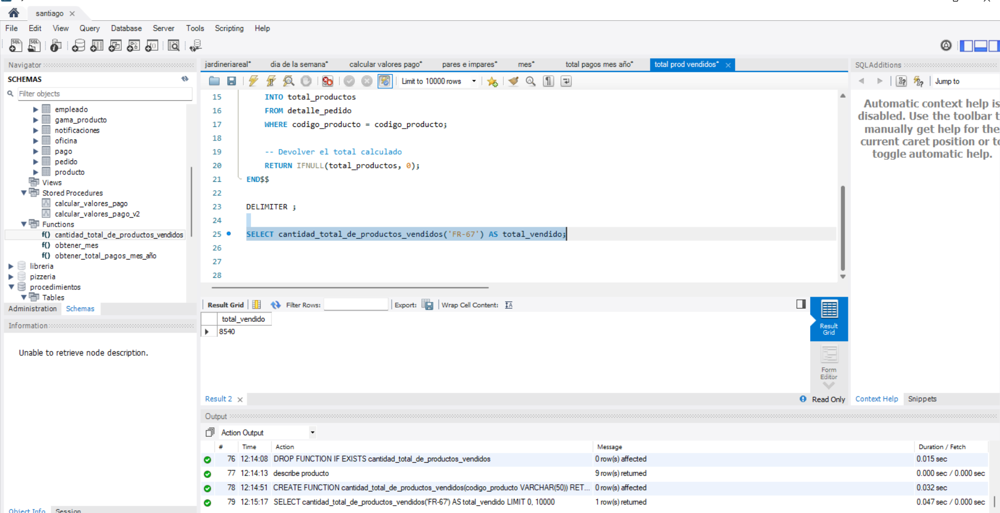 santiago
File Edit View Query Database Server Tools Scripting Help
Navigator
SCHEMAS
Filter objects
empleado
gama_producto
notificaciones
oficina
pago
pedido
producto
Views
Stored Procedures
calcular_valores_pago
calcular_valores_pago_v2
Functions
f() cantidad_total_de_productos_vendidos
f() obtener_mes
f() obtener_total_pagos_mes_año
libreria
pizzeria
procedimientos
Tables
Administration Schemas
Information
Unable to retrieve node description.
Object Info Session
jardineriareal* dia de la semana* calcular valores pago* pares e impares* mes* total pagos mes año* total prod vendidos*
Limit to 10000 rows
15 INTO total_productos
16 FROM detalle_pedido
17 WHERE codigo_producto = codigo_producto;
18
19 -- Devolver el total calculado
20 RETURN IFNULL(total_productos, 0);
21 END$$
22
23 DELIMITER ;
24
25 SELECT cantidad_total_de_productos_vendidos('FR-67') AS total_vendido;
26
27
28
Result Grid Filter Rows: Export: Wrap Cell Content:
total_vendido
8540
Result Grid
Form Editor
Result 2
Read Only
SQLAdditions
Jump to
Automatic context help is
disabled. Use the toolbar t
manually get help for the
current caret position or to
toggle automatic help.
Context Help Snippets
Output
Action Output
# Time Action Message Duration / Fetch
76 12:14:08 DROP FUNCTION IF EXISTS cantidad_total_de_productos_vendidos 0 row(s) affected 0.015 sec
77 12:14:13 describe producto 9 row(s) returned 0.000 sec / 0.000 sec
78 12:14:51 CREATE FUNCTION cantidad_total_de_productos_vendidos(codigo_producto VARCHAR(50)) RET... 0 row(s) affected 0.032 sec
79 12:15:17 SELECT cantidad_total_de_productos_vendidos('FR-67') AS total_vendido LIMIT 0, 10000 1 row(s) returned 0.047 sec / 0.000 sec